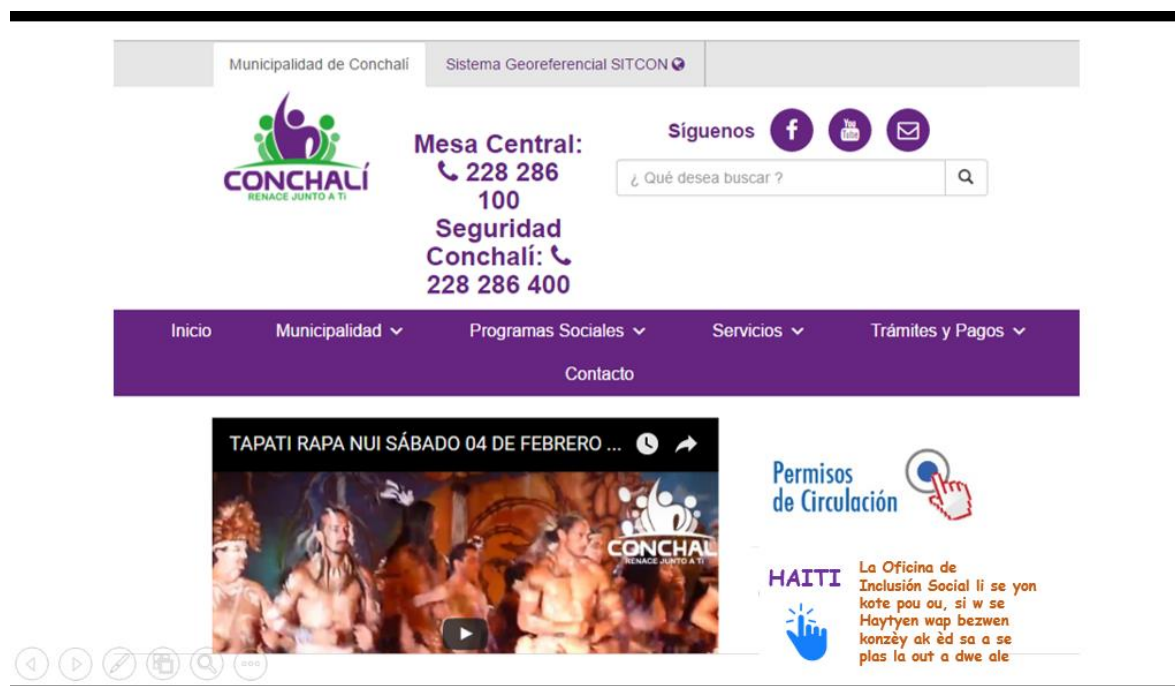 Municipalidad de Conchalí
Sistema Georeferencial SITCON
CONCHALÍ
RENACE JUNTO A TI
Mesa Central:
228 286
100
Seguridad
Conchalí:
228 286 400
Síguenos
You
Tube
¿ Qué desea buscar ?
Inicio
Municipalidad
Programas Sociales
Servicios
Trámites y Pagos
Contacto
TAPATI RAPA NUI SÁBADO 04 DE FEBRERO ...
CONCHAL
RENACE JUNTO A TI
Permisos
de Circulación
HAITI
La Oficina de
Inclusión Social li se yon
kote pou ou, si w se
Haytyen wap bezwen
konzèy ak èd sa a se
plas la out a dwe ale